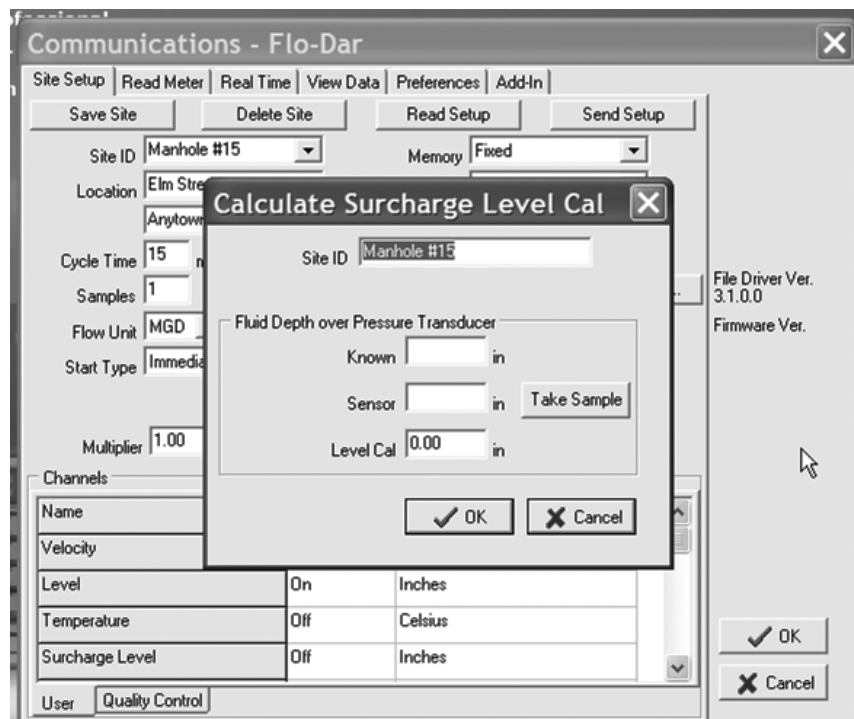 Communications - Flo-Dar
Site Setup Read Meter Real Time View Data Preferences Add-In
Save Site Delete Site Read Setup Send Setup
Site ID Manhole #15 Memory Fixed
Location Elm Stre
Anytown
Cycle Time 15
Samples 1
Flow Unit MGD
Start Type Immedia
Multiplier 1.00
Calculate Surcharge Level Cal
Site ID Manhole #15
Fluid Depth over Pressure Transducer
Known in
Sensor in Take Sample
Level Cal 0.00 in
OK Cancel
File Driver Ver.
3.1.0.0
Firmware Ver.
Channels
Name
Velocity
Level On Inches
Temperature Off Celsius
Surcharge Level Off Inches
User Quality Control
OK
Cancel